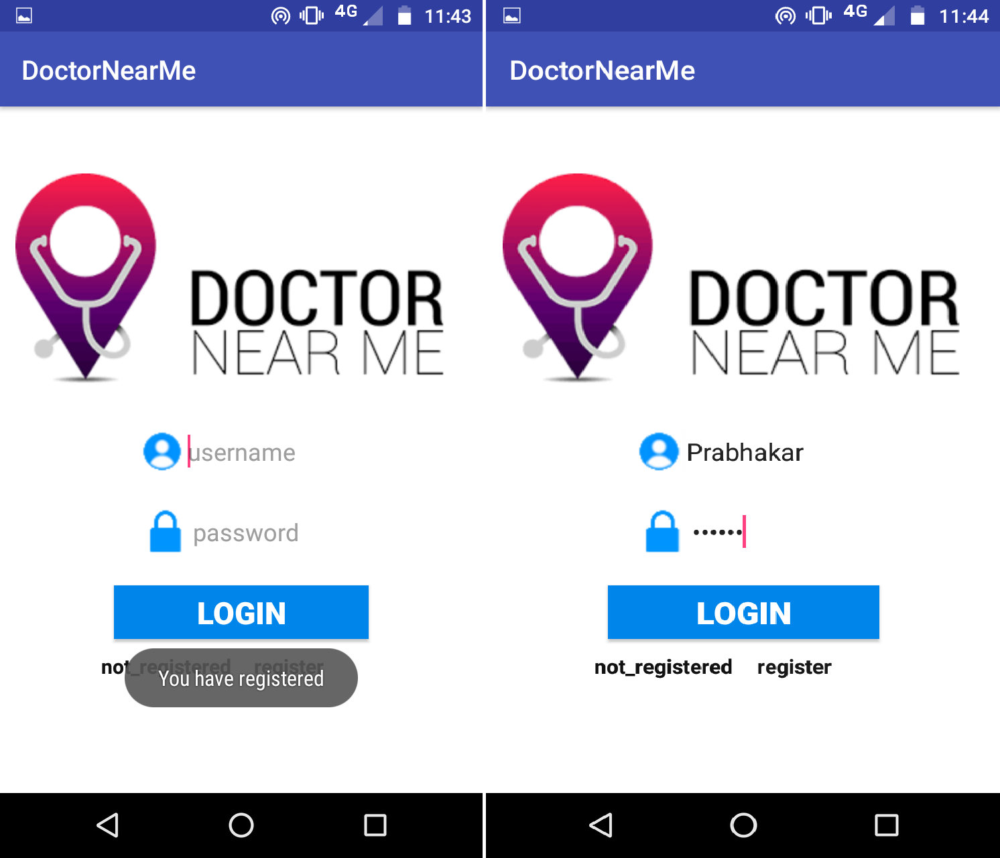 4G 11:43
DoctorNearMe
DOCTOR
NEAR ME
username
password
LOGIN
not_registered register
You have registered
4G 11:44
DoctorNearMe
DOCTOR
NEAR ME
Prabhakar
••••••
LOGIN
not_registered register